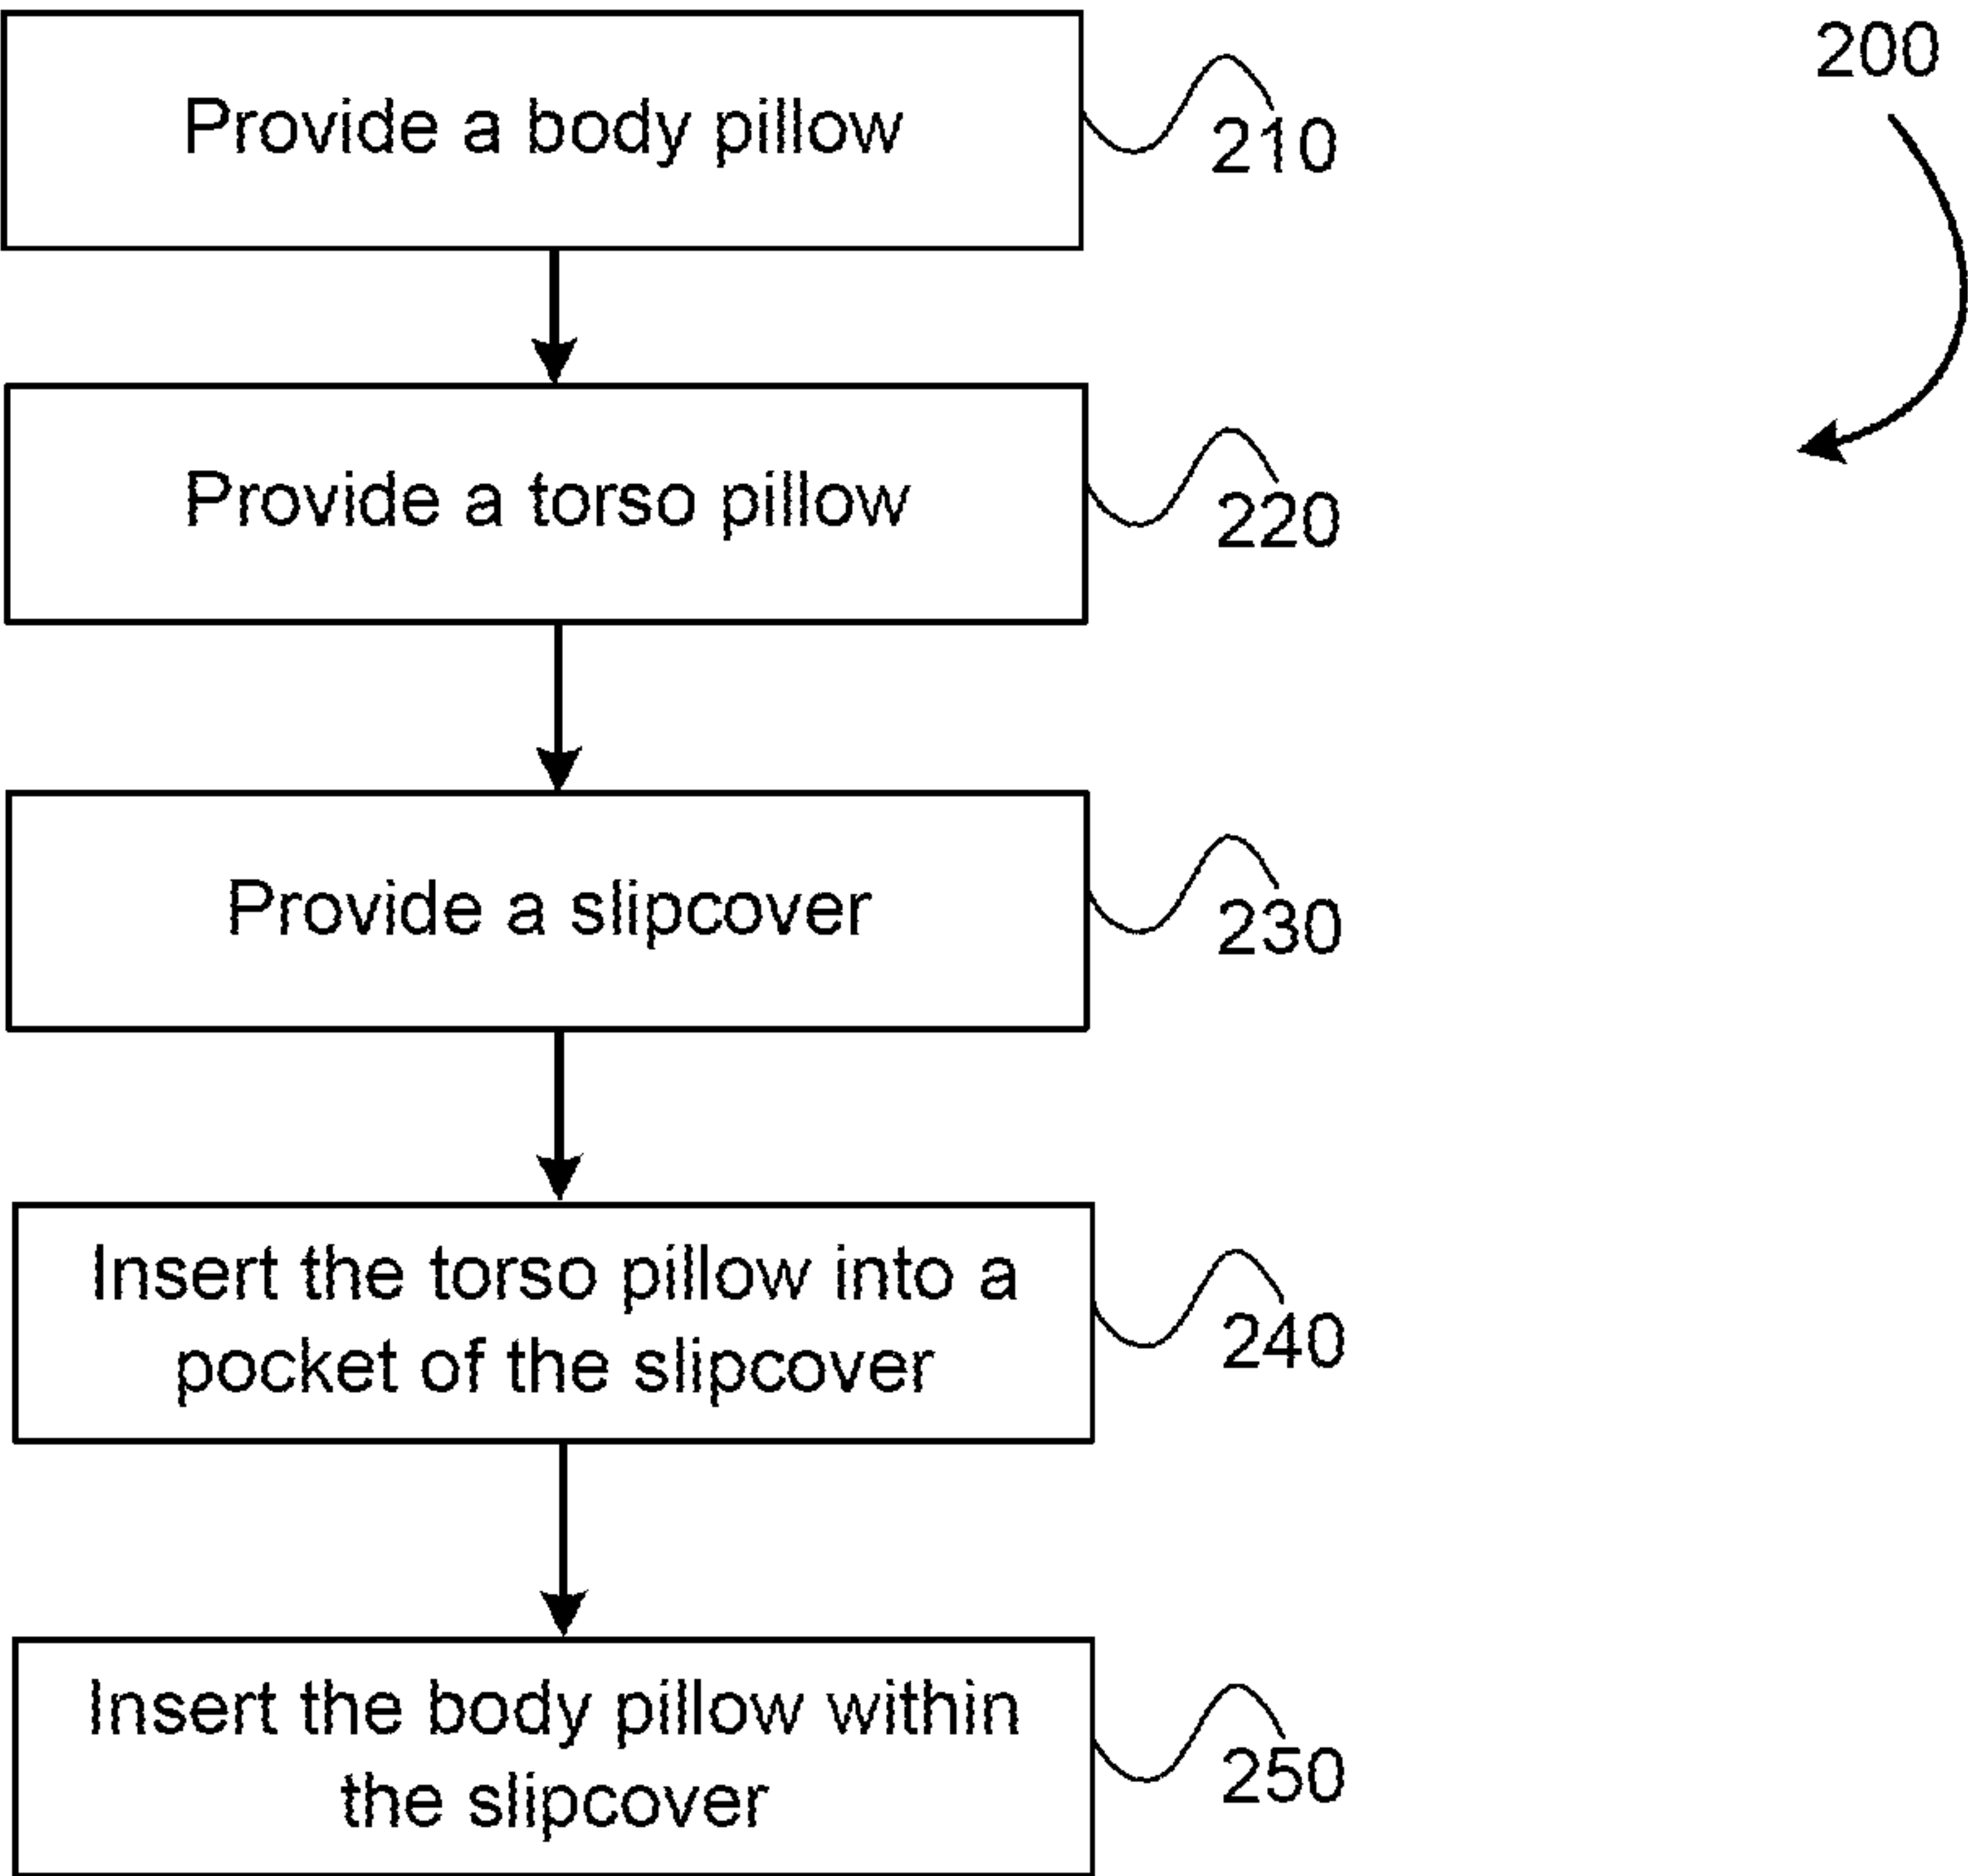 200
Provide a body pillow
210
Provide a torso pillow
220
Provide a slipcover
230
Insert the torso pillow into a
pocket of the slipcover
240
Insert the body pillow within
the slipcover
250